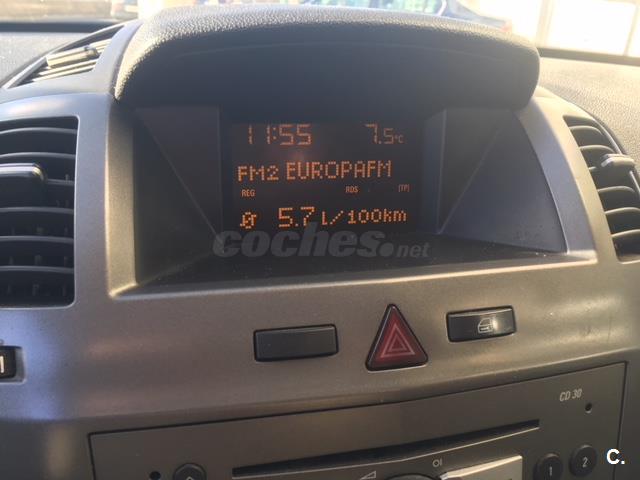 11:55 7.5°C
FM2 EUROPAFM
REG RDS [TP]
Ø 5.7 L/100km
coches.net
CD 30
1 2
C.